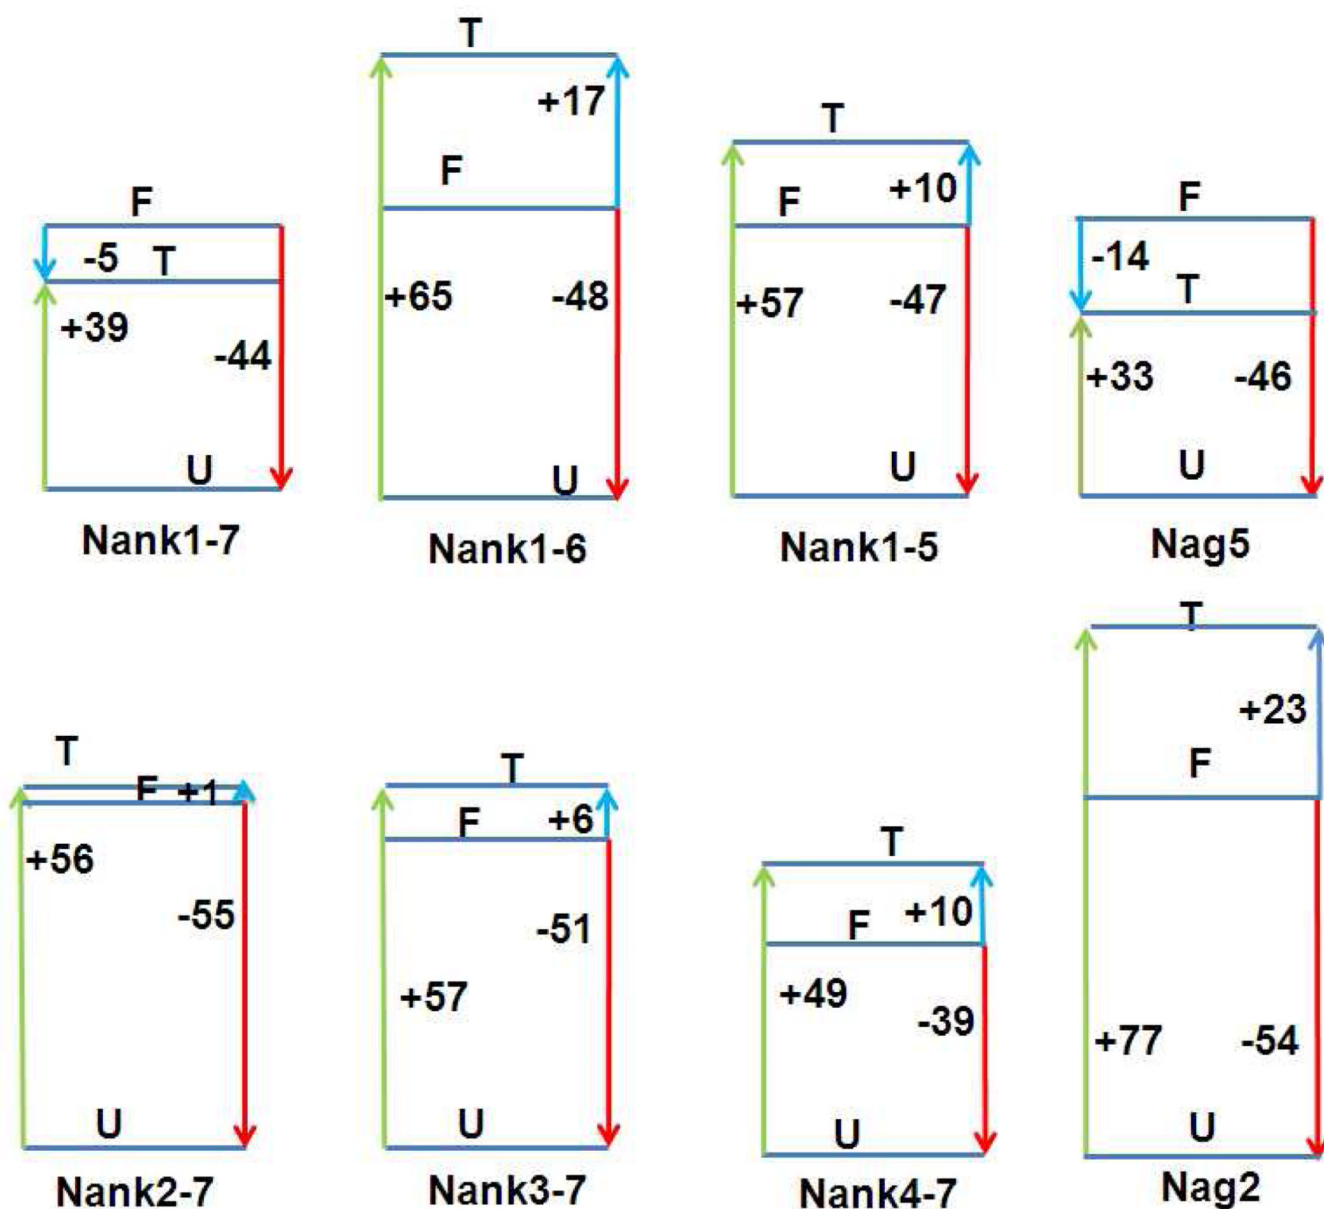 F
-5 T
+39
-44
U
Nank1-7
T
+17
F
+65 -48
U
Nank1-6
T
F +10
+57 -47
U
Nank1-5
F
-14
T
+33 -46
U
Nag5
T
F +1
+56
-55
U
Nank2-7
T
F +6
-51
+57
U
Nank3-7
T
F +10
+49
-39
U
Nank4-7
T
+23
F
+77 -54
U
Nag2